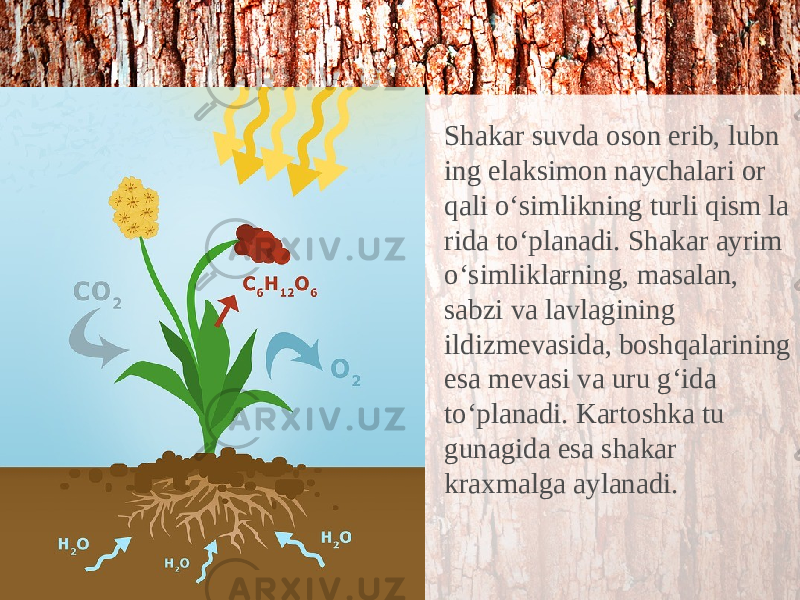 Shakar suvda oson erib, lubn
ing elaksimon naychalari or
qali o‘simlikning turli qism la
rida to‘planadi. Shakar ayrim
o‘simliklarning, masalan,
sabzi va lavlagining
ildizmevasida, boshqalarining
esa mevasi va uru g‘ida
to‘planadi. Kartoshka tu
gunagida esa shakar
kraxmalga aylanadi.
C6H12O6
CO2
O2
H2O
H2O
H2O
ARXIV.UZ
ARXIV.UZ
ARXIV.UZ